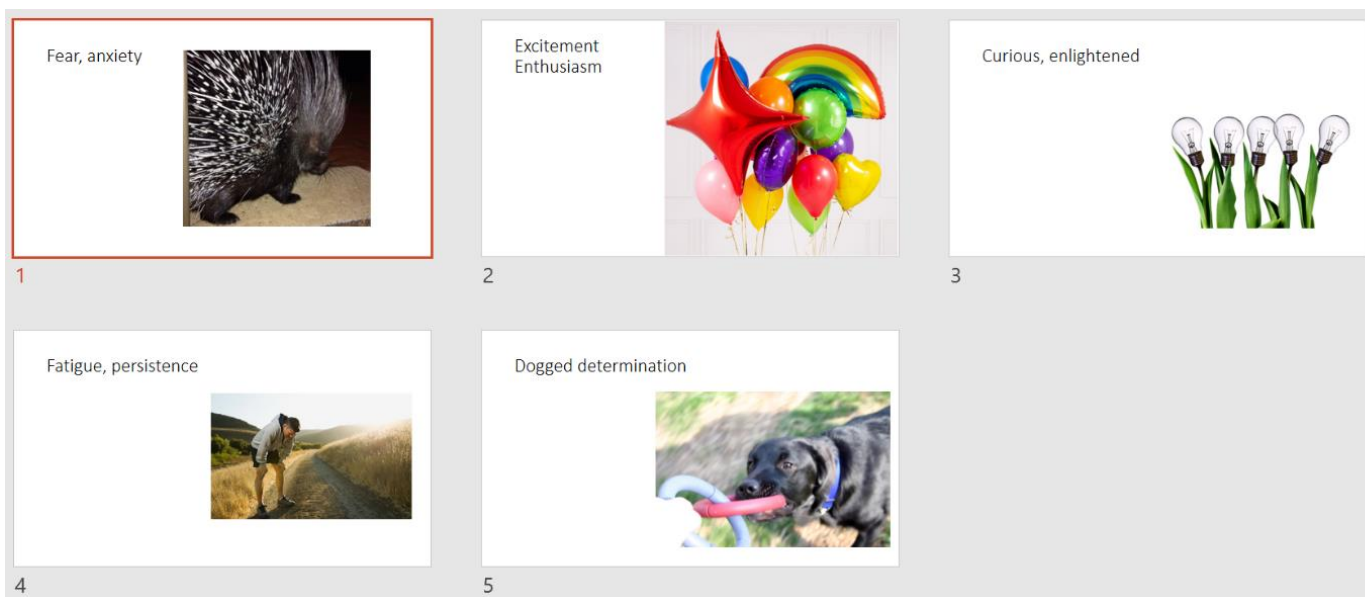 Fear, anxiety
1
Excitement
Enthusiasm
2
Curious, enlightened
3
Fatigue, persistence
4
Dogged determination
5